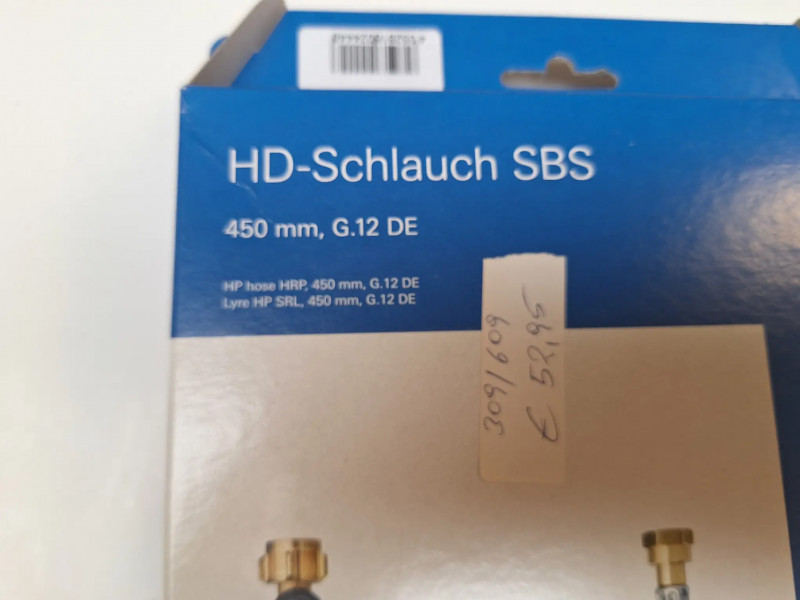 HD-Schlauch SBS
450 mm, G.12 DE
HP hose HRP, 450 mm, G.12 DE
Lyre HP SRL, 450 mm, G.12 DE
309/609
€ 52,95